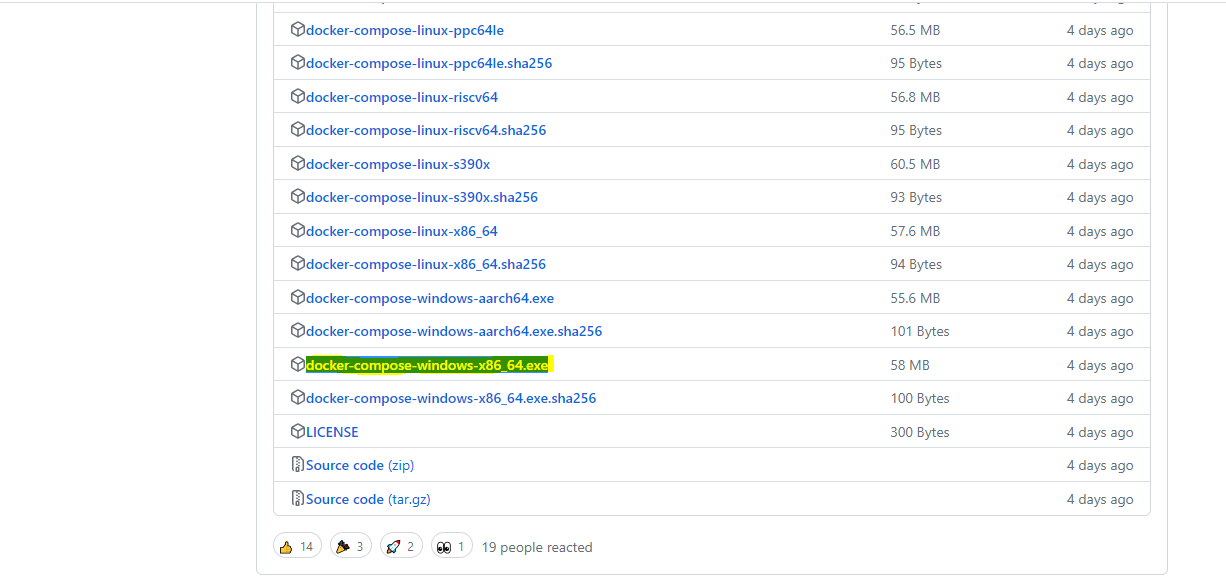 docker-compose-linux-ppc64le 56.5 MB 4 days ago
docker-compose-linux-ppc64le.sha256 95 Bytes 4 days ago
docker-compose-linux-riscv64 56.8 MB 4 days ago
docker-compose-linux-riscv64.sha256 95 Bytes 4 days ago
docker-compose-linux-s390x 60.5 MB 4 days ago
docker-compose-linux-s390x.sha256 93 Bytes 4 days ago
docker-compose-linux-x86_64 57.6 MB 4 days ago
docker-compose-linux-x86_64.sha256 94 Bytes 4 days ago
docker-compose-windows-aarch64.exe 55.6 MB 4 days ago
docker-compose-windows-aarch64.exe.sha256 101 Bytes 4 days ago
docker-compose-windows-x86_64.exe 58 MB 4 days ago
docker-compose-windows-x86_64.exe.sha256 100 Bytes 4 days ago
LICENSE 300 Bytes 4 days ago
Source code (zip) 4 days ago
Source code (tar.gz) 4 days ago
14 3 2 1 19 people reacted